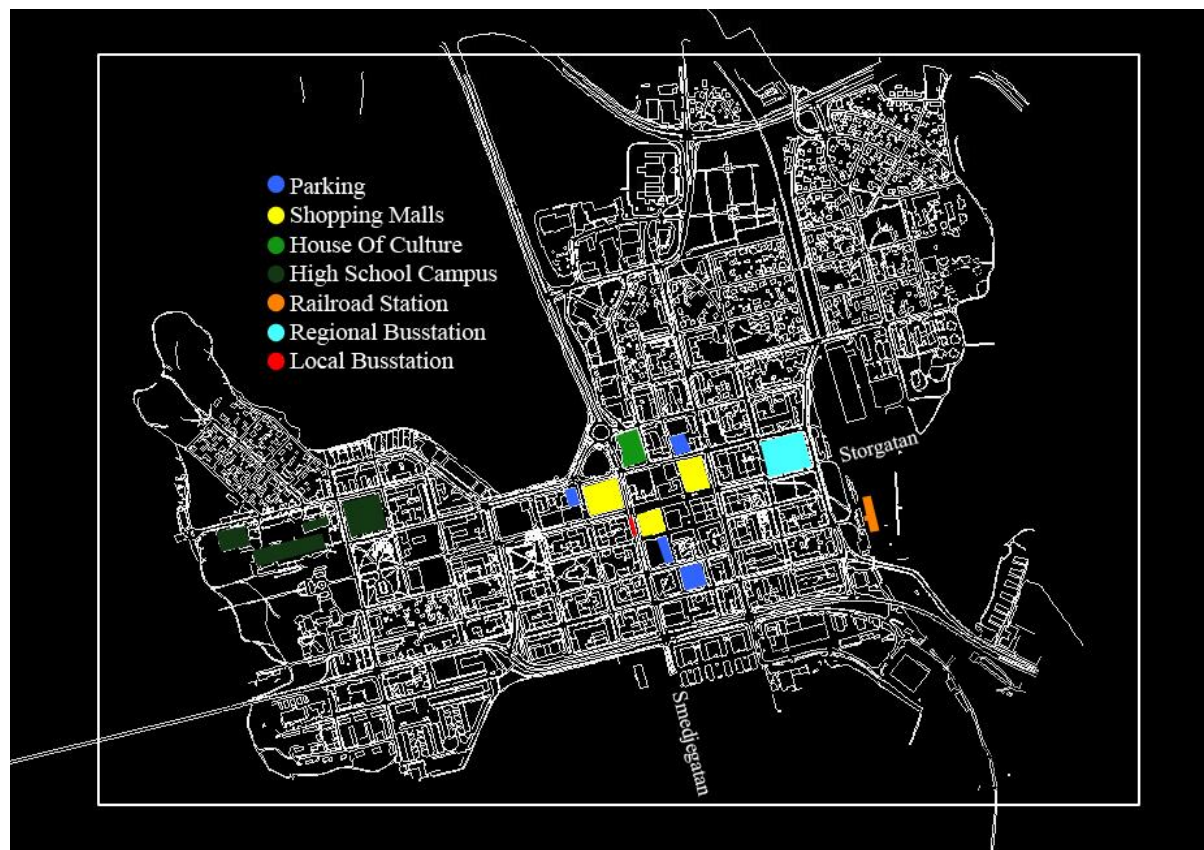 Parking
Shopping Malls
House Of Culture
High School Campus
Railroad Station
Regional Busstation
Local Busstation
Storgatan
Smedjegatan